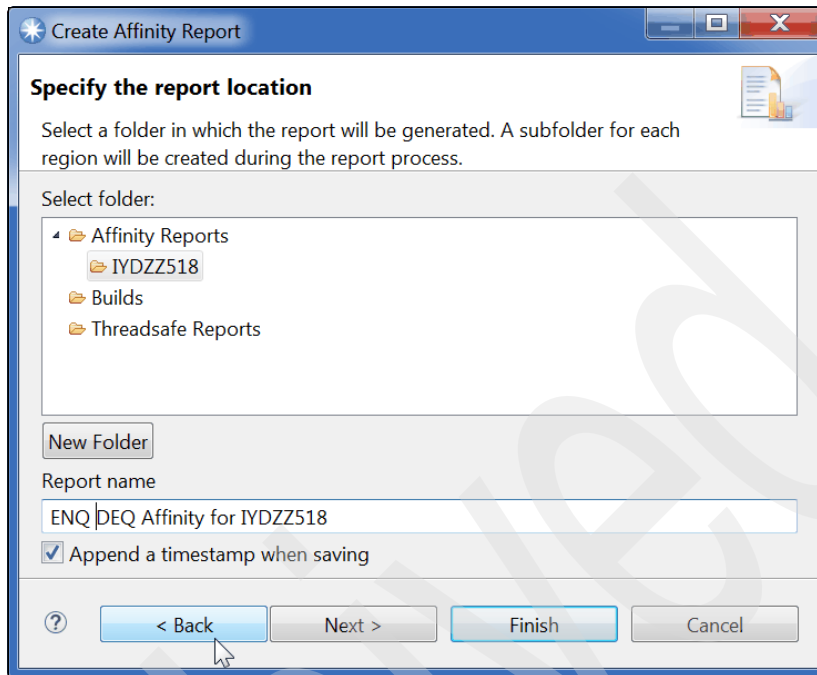 Create Affinity Report
Specify the report location
Select a folder in which the report will be generated. A subfolder for each
region will be created during the report process.
Select folder:
Affinity Reports
IYDZZ518
Builds
Threadsafe Reports
New Folder
Report name
ENQ DEQ Affinity for IYDZZ518
Append a timestamp when saving
? < Back Next > Finish Cancel